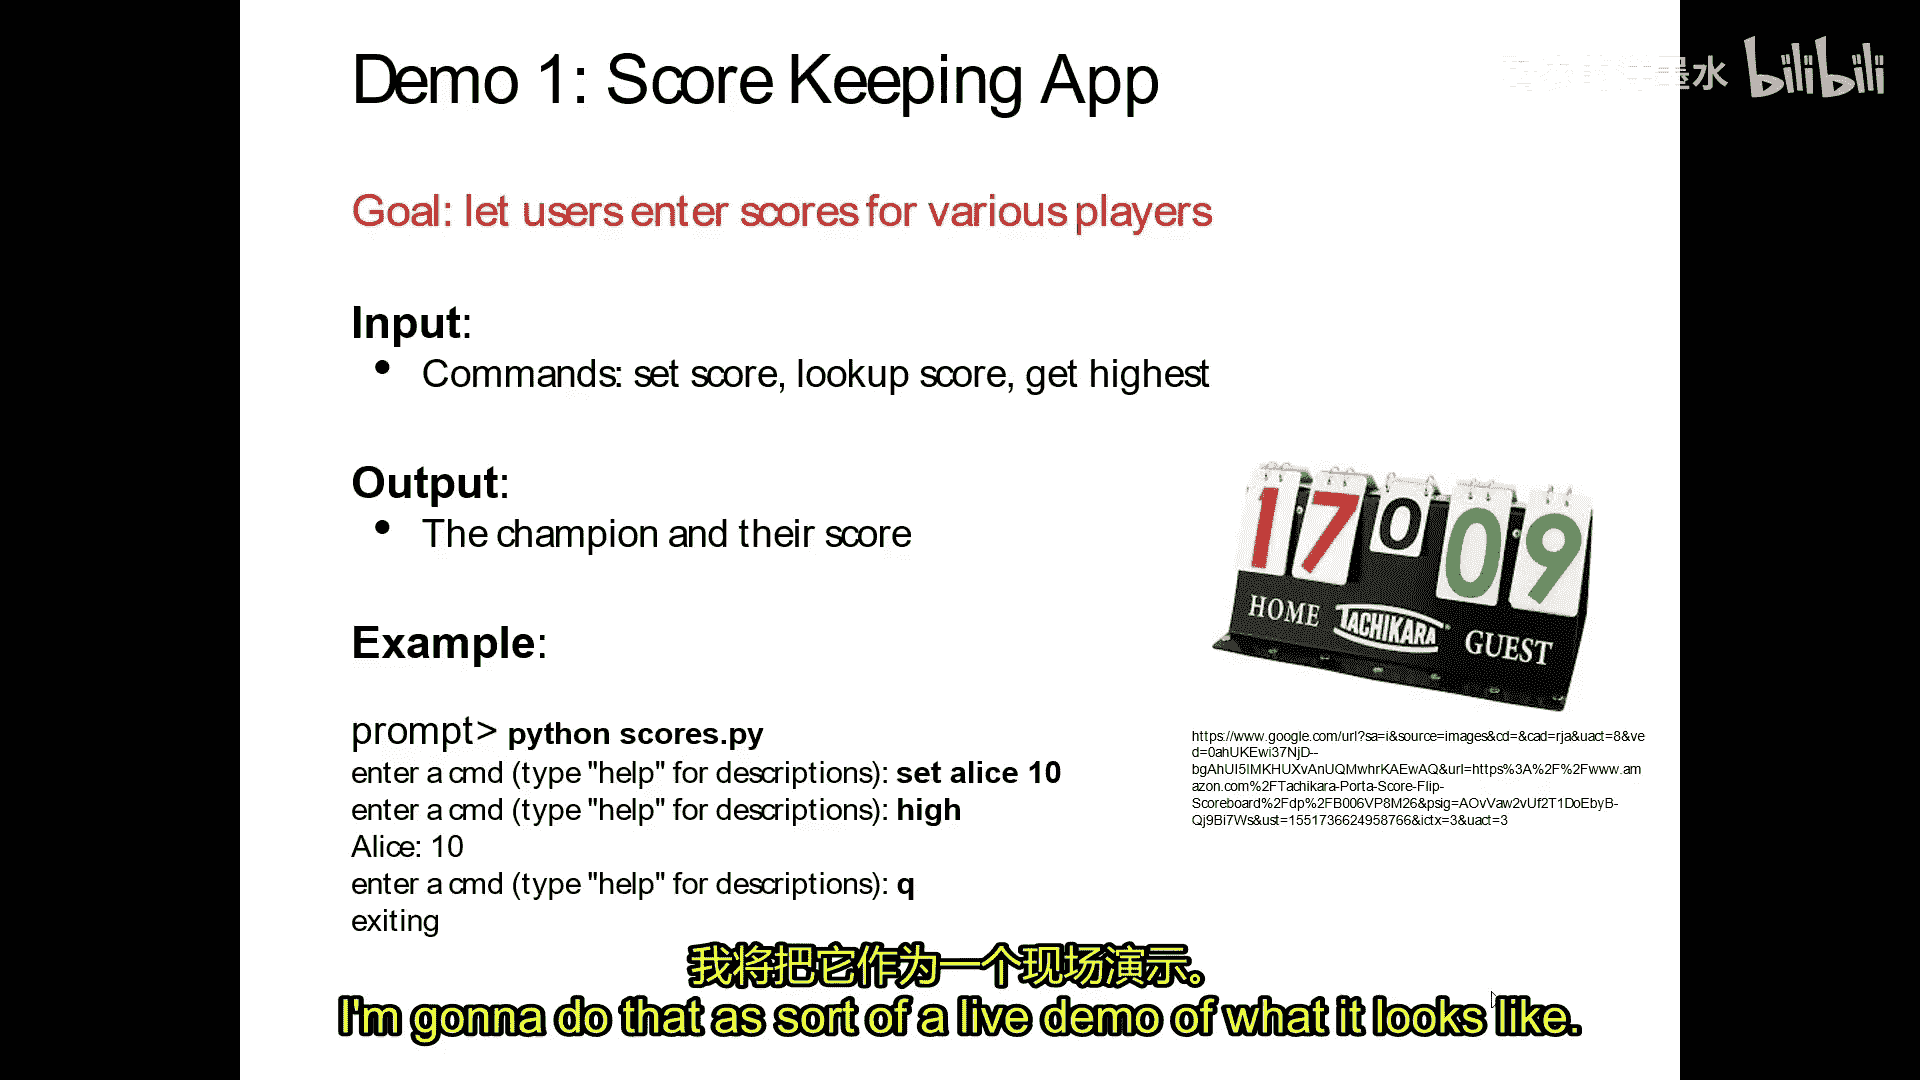 Demo 1: Score Keeping App
墨水 bilibili
Goal: let users enter scores for various players
Input:
• Commands: set score, lookup score, get highest
Output:
• The champion and their score
17 0 09
HOME TACHIKARA GUEST
Example:
prompt> python scores.py
enter a cmd (type "help" for descriptions): set alice 10
enter a cmd (type "help" for descriptions): high
Alice: 10
enter a cmd (type "help" for descriptions): q
exiting
https://www.google.com/url?sa=i&source=images&cd=&cad=rja&uact=8&ve
d=0ahUKEwi37NjD--
bgAhUI5IMKHUXvAnUQMwhrKAEwAQ&url=https%3A%2F%2Fwww.am
azon.com%2FTachikara-Porta-Score-Flip-
Scoreboard%2Fdp%2FB006VP8M26&psig=AOvVaw2vUf2T1DoEbyB-
Qj9Bi7Ws&ust=1551736624958766&ictx=3&uact=3
我将把它作为一个现场演示。
I'm gonna do that as sort of a live demo of what it looks like.